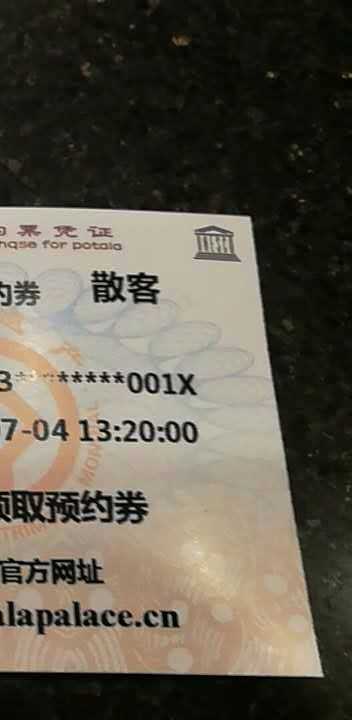 票凭证
for potala
约券 散客
3**********001X
7-04 13:20:00
领取预约券
官方网址
alapalace.cn